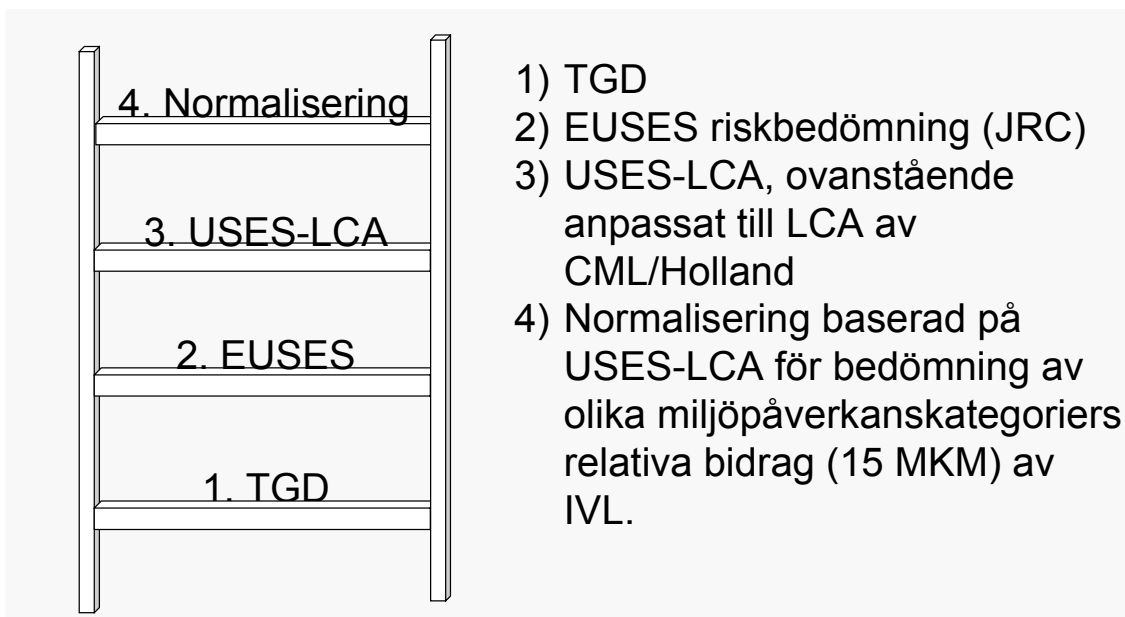 4. Normalisering
3. USES-LCA
2. EUSES
1. TGD
1) TGD
2) EUSES riskbedömning (JRC)
3) USES-LCA, ovanstående
anpassat till LCA av
CML/Holland
4) Normalisering baserad på
USES-LCA för bedömning av
olika miljöpåverkanskategoriers
relativa bidrag (15 MKM) av
IVL.